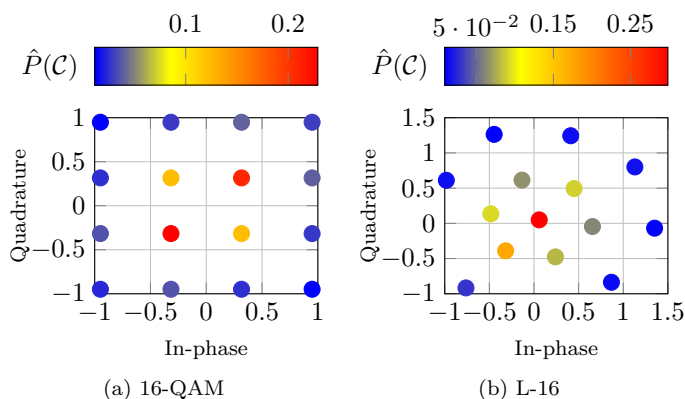 0.1 0.2
P̂(C)
1
0.5
0
−0.5
−1
Quadrature
−1 −0.5 0 0.5 1
In-phase
(a) 16-QAM
5·10⁻² 0.15 0.25
P̂(C)
1.5
1
0.5
0
−0.5
−1
Quadrature
−1 −0.5 0 0.5 1 1.5
In-phase
(b) L-16